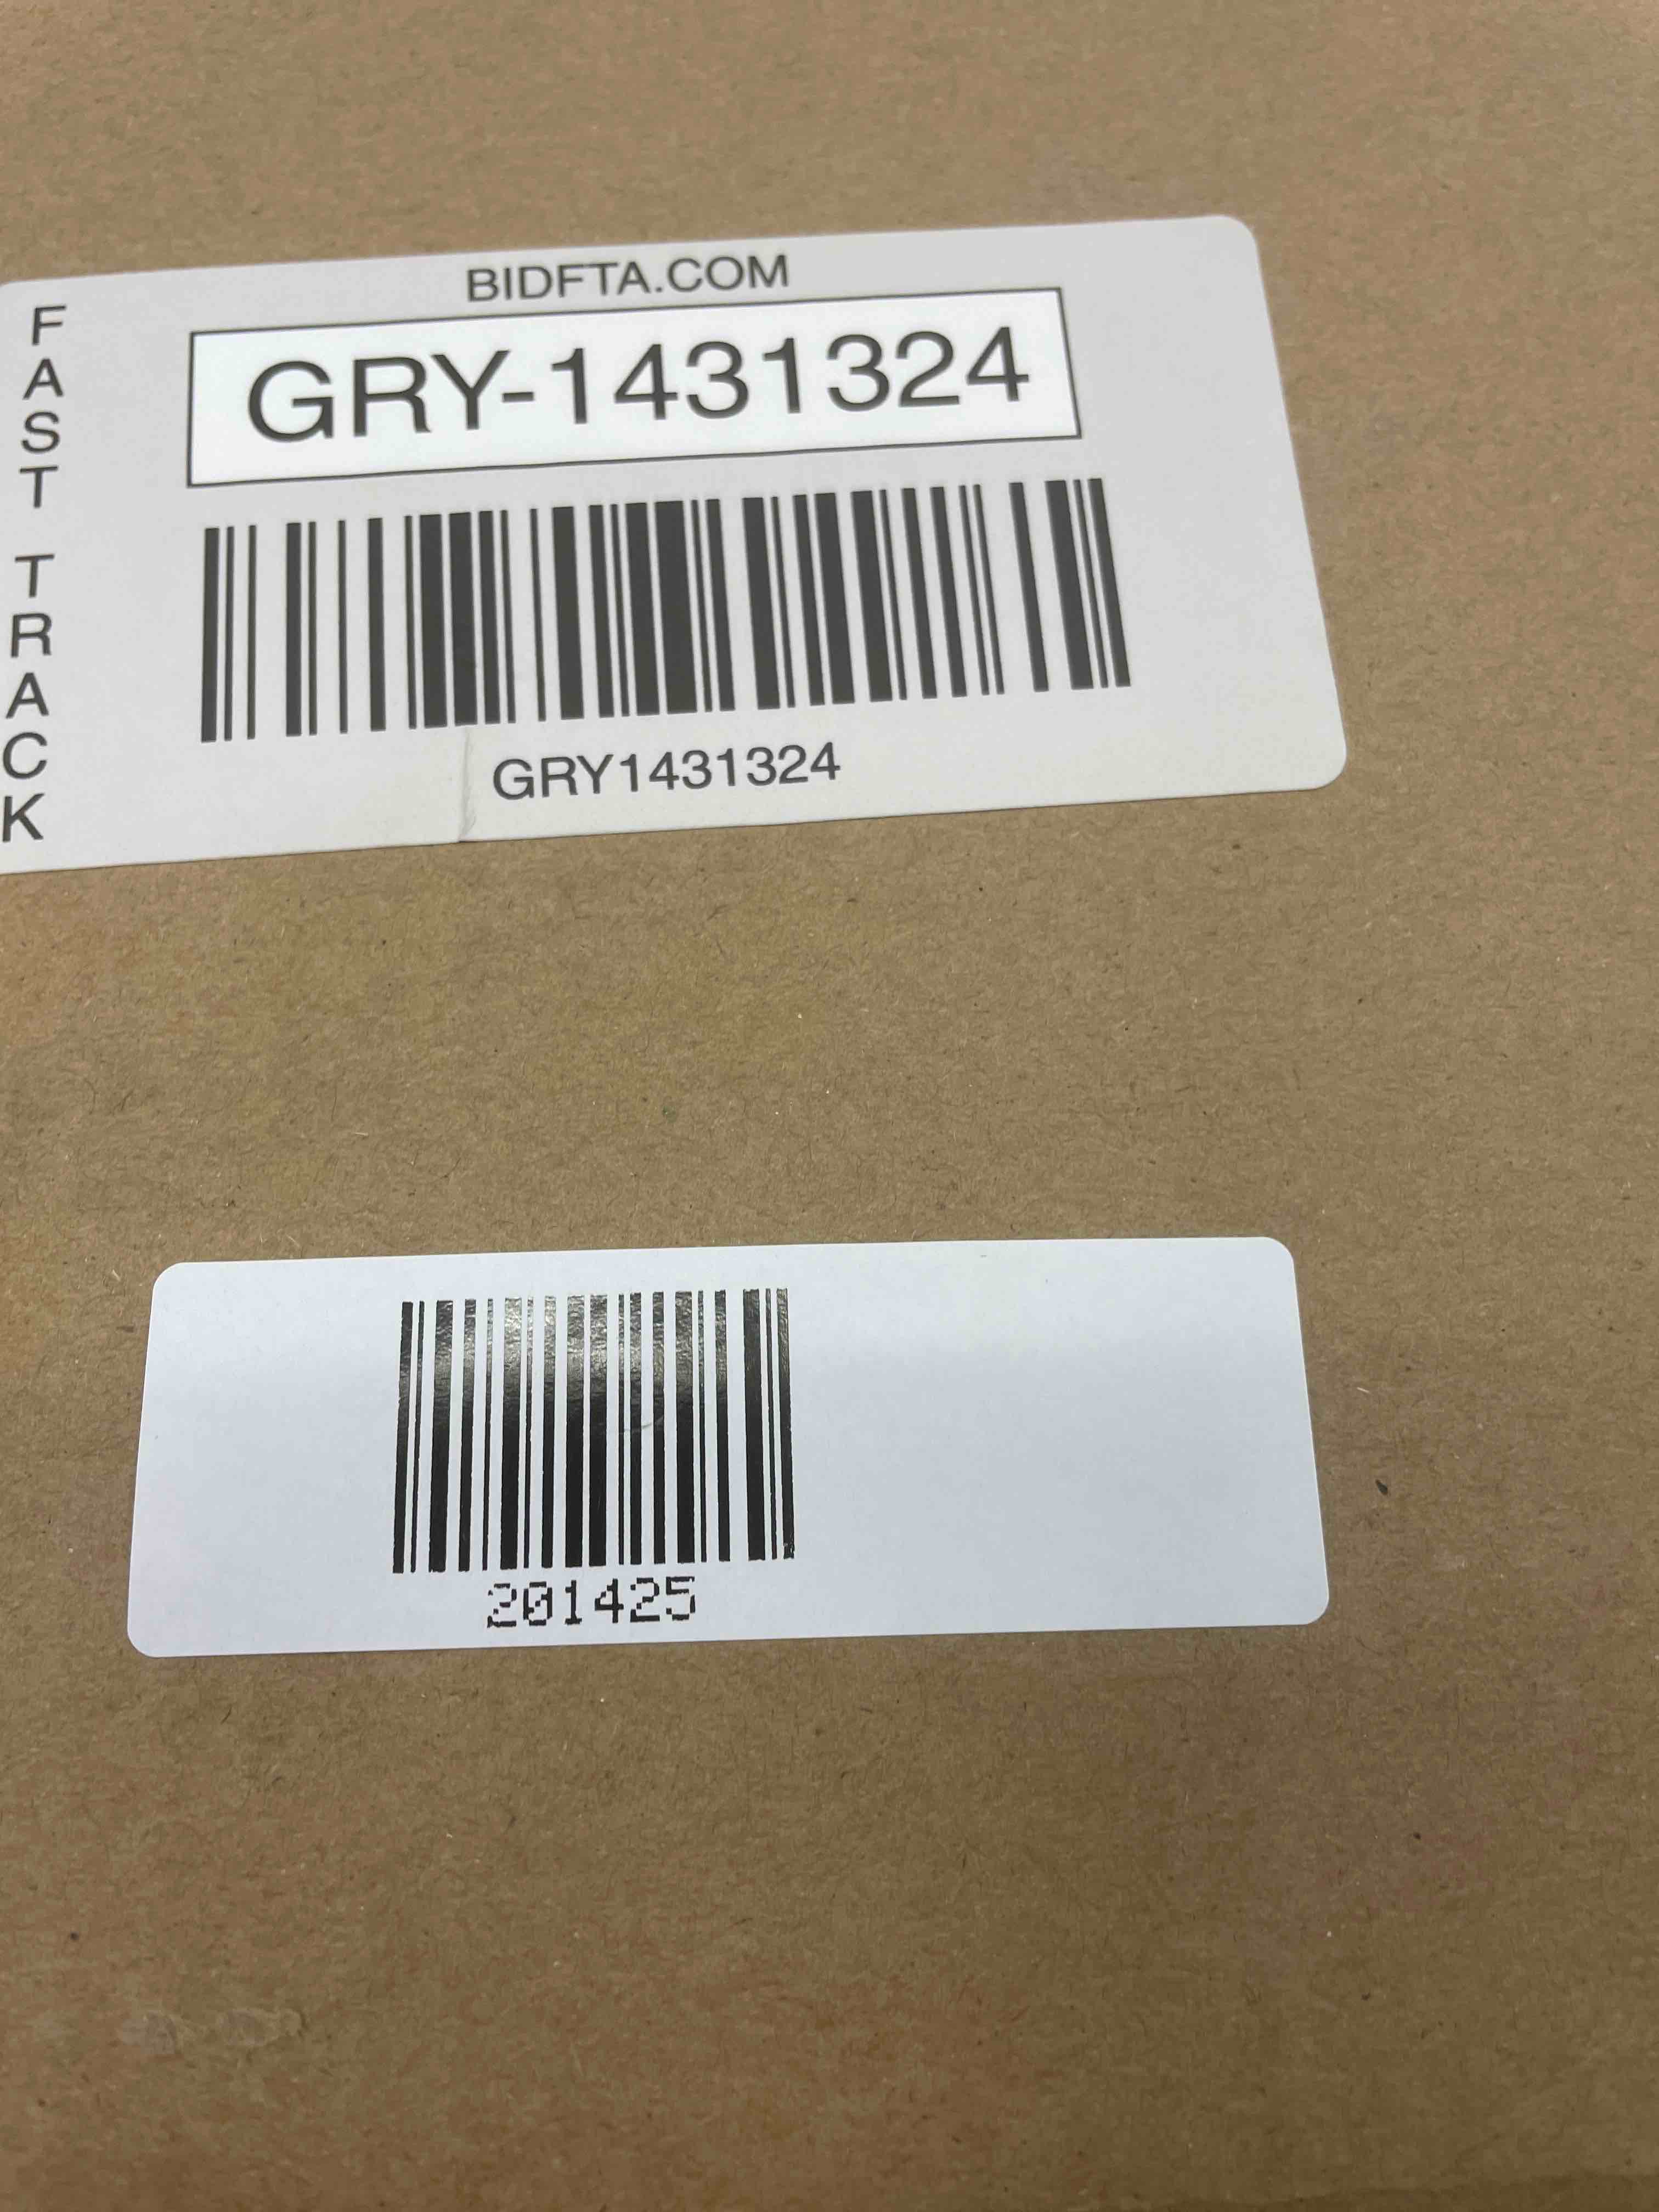 BIDFTA.COM
FAST TRACK
GRY-1431324
GRY1431324
201425